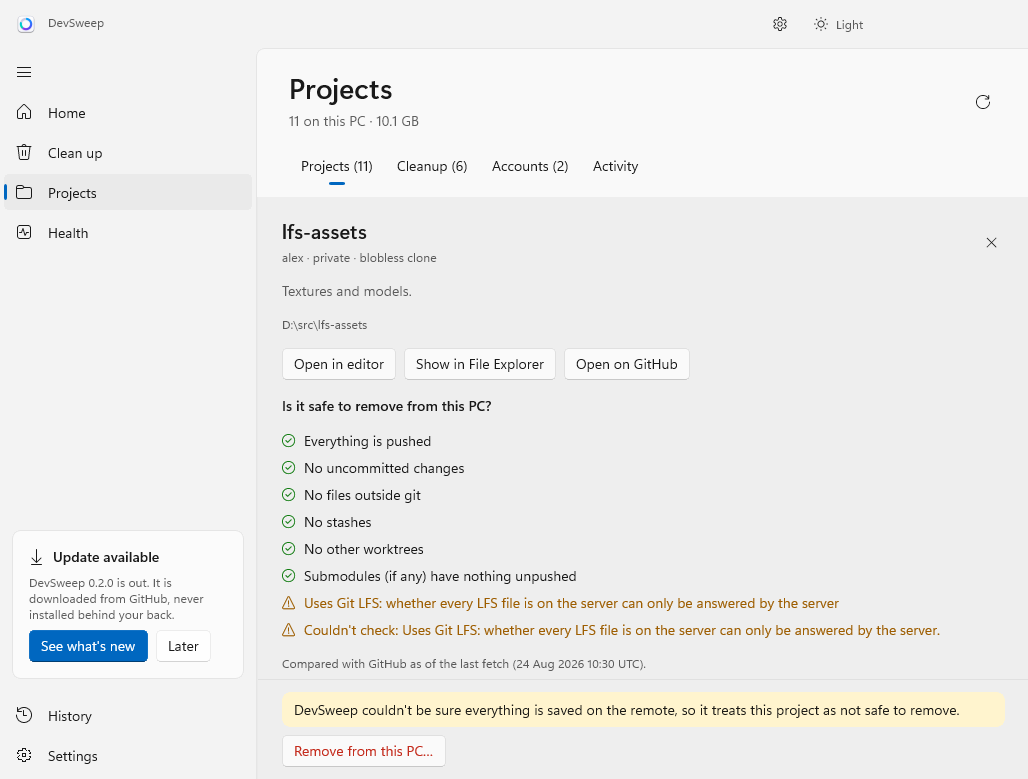 DevSweep
Light
Home
Clean up
Projects
Health
Update available
DevSweep 0.2.0 is out. It is
downloaded from GitHub, never
installed behind your back.
See what's new
Later
History
Settings
Projects
11 on this PC · 10.1 GB
Projects (11)
Cleanup (6)
Accounts (2)
Activity
lfs-assets
alex · private · blobless clone
Textures and models.
D:\src\lfs-assets
Open in editor
Show in File Explorer
Open on GitHub
Is it safe to remove from this PC?
Everything is pushed
No uncommitted changes
No files outside git
No stashes
No other worktrees
Submodules (if any) have nothing unpushed
Uses Git LFS: whether every LFS file is on the server can only be answered by the server
Couldn't check: Uses Git LFS: whether every LFS file is on the server can only be answered by the server.
Compared with GitHub as of the last fetch (24 Aug 2026 10:30 UTC).
DevSweep couldn't be sure everything is saved on the remote, so it treats this project as not safe to remove.
Remove from this PC...